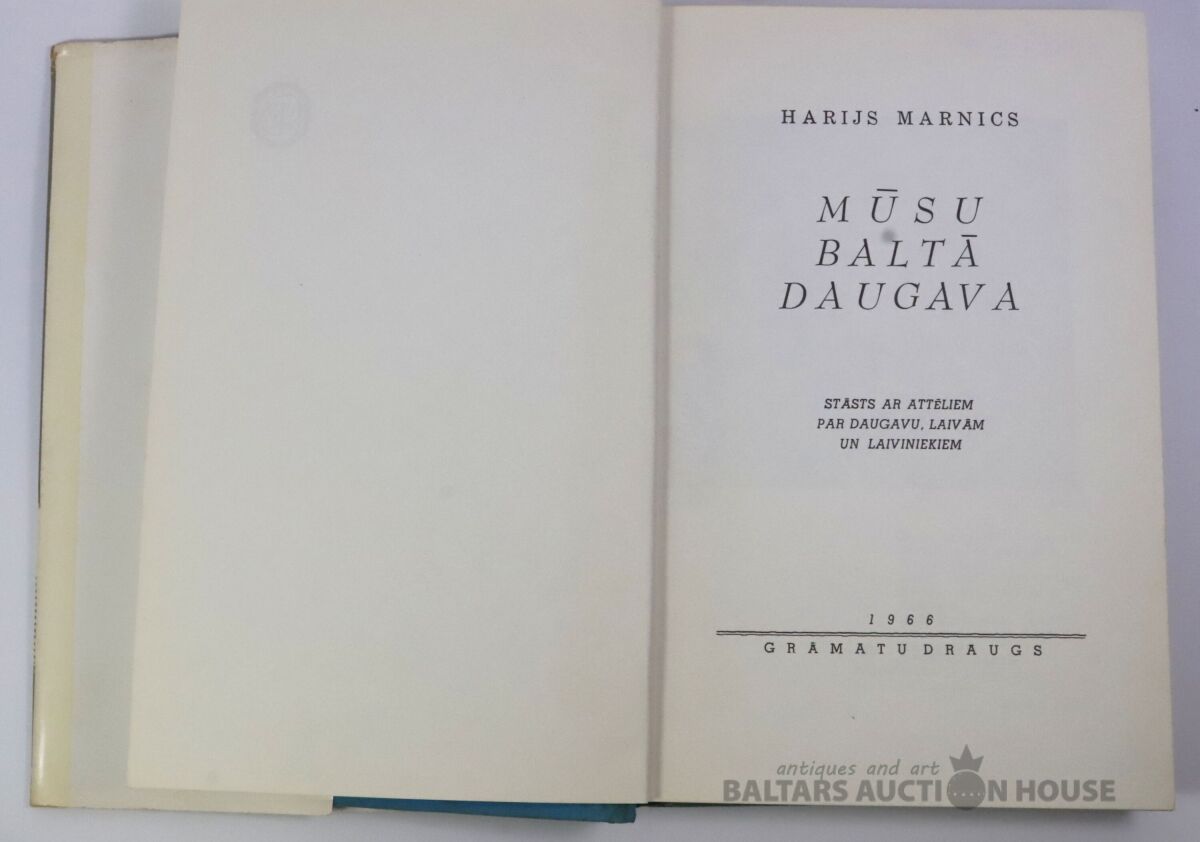 HARIJS MARNICS
MŪSU
BALTĀ
DAUGAVA
STĀSTS AR ATTĒLIEM
PAR DAUGAVU, LAIVĀM
UN LAIVINIEKIEM
1966
GRĀMATU DRAUGS
antiques and art
BALTARS AUCTION HOUSE